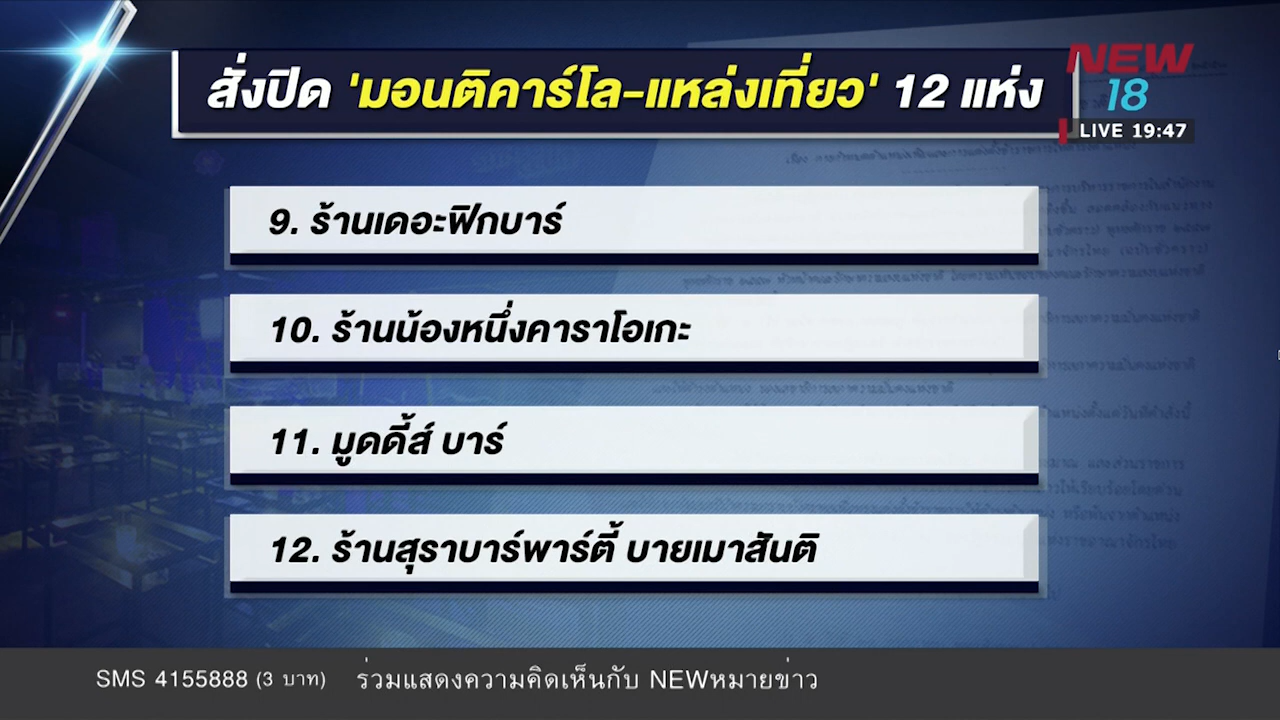 สั่งปิด 'มอนติคาร์โล-แหล่งเที่ยว' 12 แห่ง
NEW
18
LIVE 19:47
9. ร้านเดอะฟิกบาร์
10. ร้านน้องหนึ่งคาราโอเกะ
11. มูดดี้ส์ บาร์
12. ร้านสุราบาร์พาร์ตี้ บายเมาสันติ
SMS 4155888 (3 บาท) ร่วมแสดงความคิดเห็นกับ NEWหมายข่าว